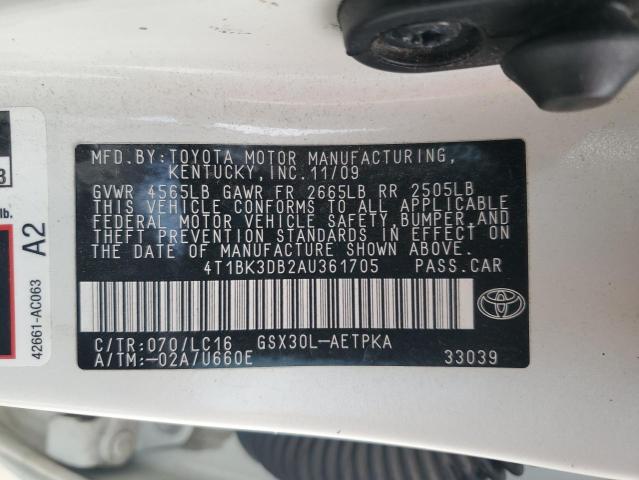 MFD.BY:TOYOTA MOTOR MANUFACTURING,
KENTUCKY,INC.11/09
GVWR 4565LB GAWR FR 2665LB RR 2505LB
THIS VEHICLE CONFORMS TO ALL APPLICABLE
FEDERAL MOTOR VEHICLE SAFETY, BUMPER,AND
THEFT PREVENTION STANDARDS IN EFFECT ON
THE DATE OF MANUFACTURE SHOWN ABOVE.
4T1BK3DB2AU361705 PASS.CAR
C/TR:070/LC16 GSX30L-AETPKA
A/TM:-02A7U660E 33039
lb.
A2
42661-AC063